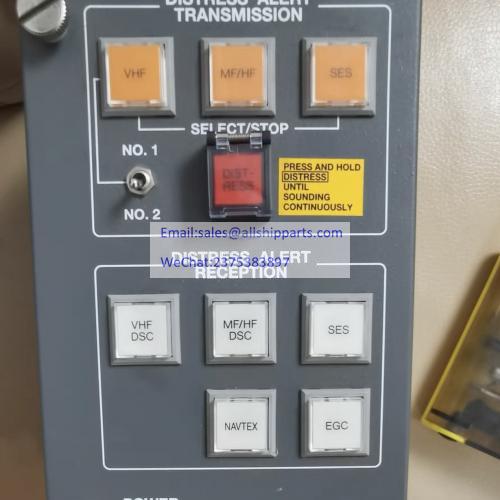 DISTRESS ALERT
TRANSMISSION
VHF
MF/HF
SES
SELECT/STOP
NO. 1
NO. 2
DIST-
RESS
PRESS AND HOLD
DISTRESS
UNTIL
SOUNDING
CONTINUOUSLY
Email:sales@allshipparts.com
WeChat:2375383897
DISTRESS ALERT
RECEPTION
VHF
DSC
MF/HF
DSC
SES
NAVTEX
EGC
POWER